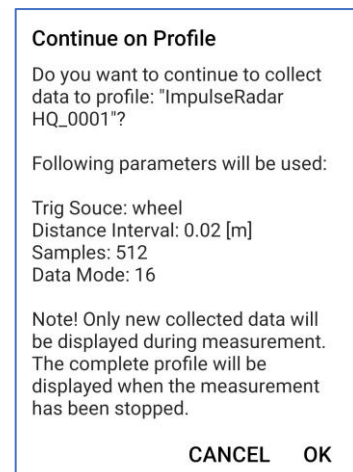 Continue on Profile
Do you want to continue to collect
data to profile: "ImpulseRadar
HQ_0001"?
Following parameters will be used:
Trig Souce: wheel
Distance Interval: 0.02 [m]
Samples: 512
Data Mode: 16
Note! Only new collected data will
be displayed during measurement.
The complete profile will be
displayed when the measurement
has been stopped.
CANCEL OK